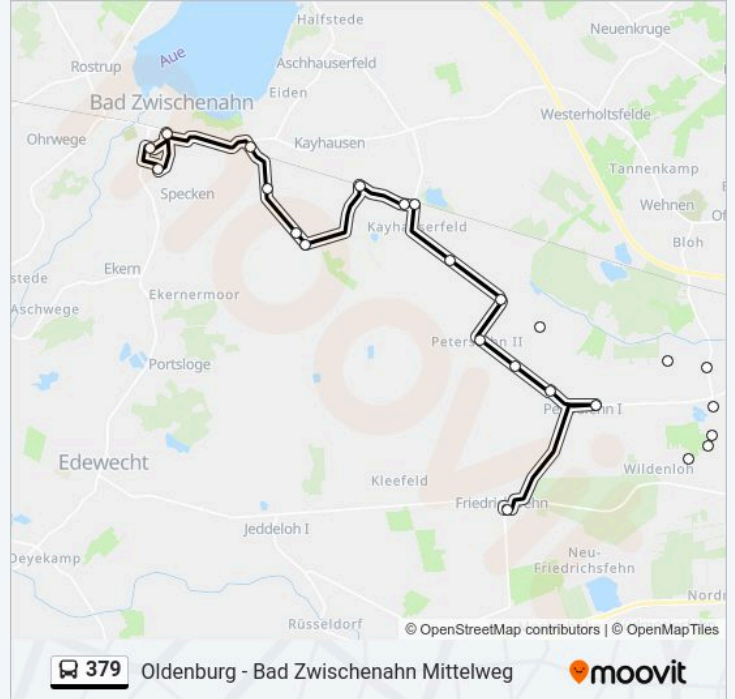 Halfstede
Neuenkruge
Aue
Aschhauserfeld
Rostrup
Eiden
Bad Zwischenahn
Westerholtsfelde
Ohrwege
Kayhausen
Tannenkamp
Specken
Wehnen
Kayhauserfeld
Bloh
Ekern
stede
Ekernermoor
Aschwege
Petersfehn II
Portsloge
Petersfehn I
Edewecht
Wildenloh
Kleefeld
Friedrichsfehn
Jeddeloh I
Neu-
Friedrichsfehn
Deyekamp
Nordm
Rüsseldorf
© OpenStreetMap contributors | © OpenMapTiles
379 Oldenburg - Bad Zwischenahn Mittelweg
moovit